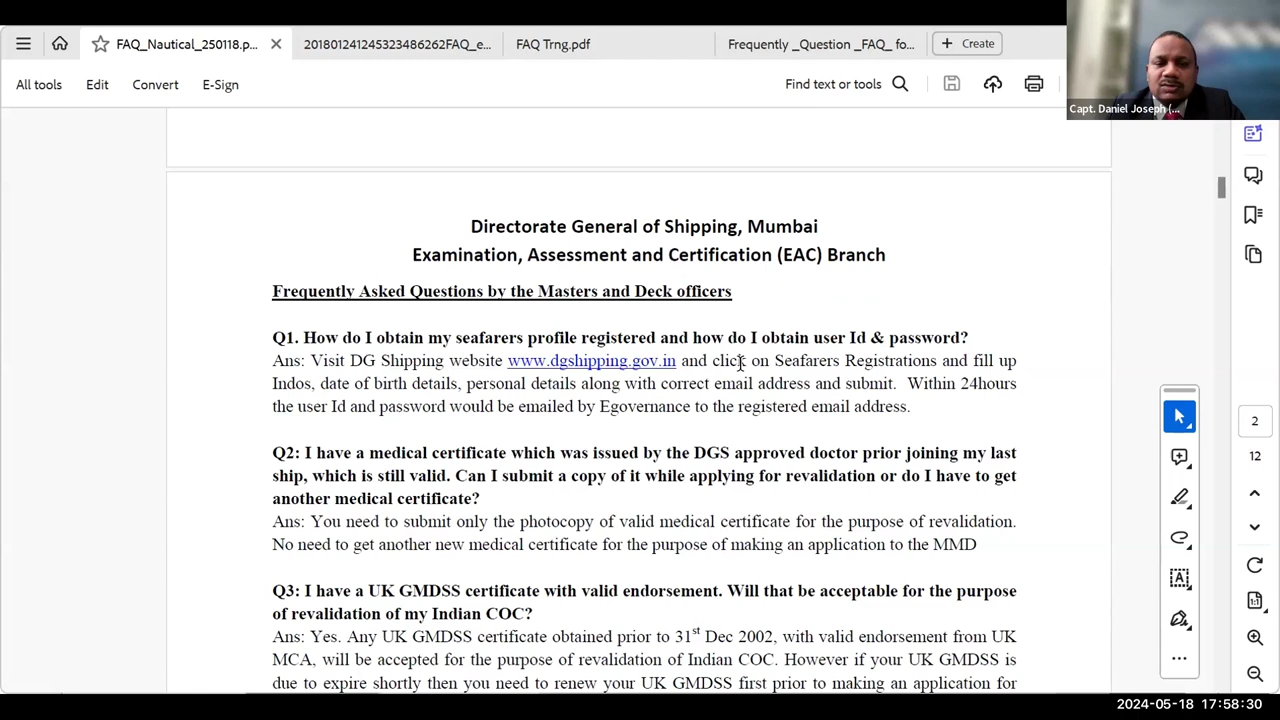 FAQ_Nautical_250118.p...
201801241245323486262FAQ_e...
FAQ Trng.pdf
Frequently _Question _FAQ_ fo...
Create
All tools
Edit
Convert
E-Sign
Find text or tools
Capt. Daniel Joseph (...
Directorate General of Shipping, Mumbai
Examination, Assessment and Certification (EAC) Branch
Frequently Asked Questions by the Masters and Deck officers
Q1. How do I obtain my seafarers profile registered and how do I obtain user Id & password?
Ans: Visit DG Shipping website www.dgshipping.gov.in and click on Seafarers Registrations and fill up
Indos, date of birth details, personal details along with correct email address and submit. Within 24hours
the user Id and password would be emailed by Egovernance to the registered email address.
Q2: I have a medical certificate which was issued by the DGS approved doctor prior joining my last
ship, which is still valid. Can I submit a copy of it while applying for revalidation or do I have to get
another medical certificate?
Ans: You need to submit only the photocopy of valid medical certificate for the purpose of revalidation.
No need to get another new medical certificate for the purpose of making an application to the MMD
Q3: I have a UK GMDSS certificate with valid endorsement. Will that be acceptable for the purpose
of revalidation of my Indian COC?
Ans: Yes. Any UK GMDSS certificate obtained prior to 31st Dec 2002, with valid endorsement from UK
MCA, will be accepted for the purpose of revalidation of Indian COC. However if your UK GMDSS is
due to expire shortly then you need to renew your UK GMDSS first prior to making an application for
2
12
1:1
2024-05-18 17:58:30